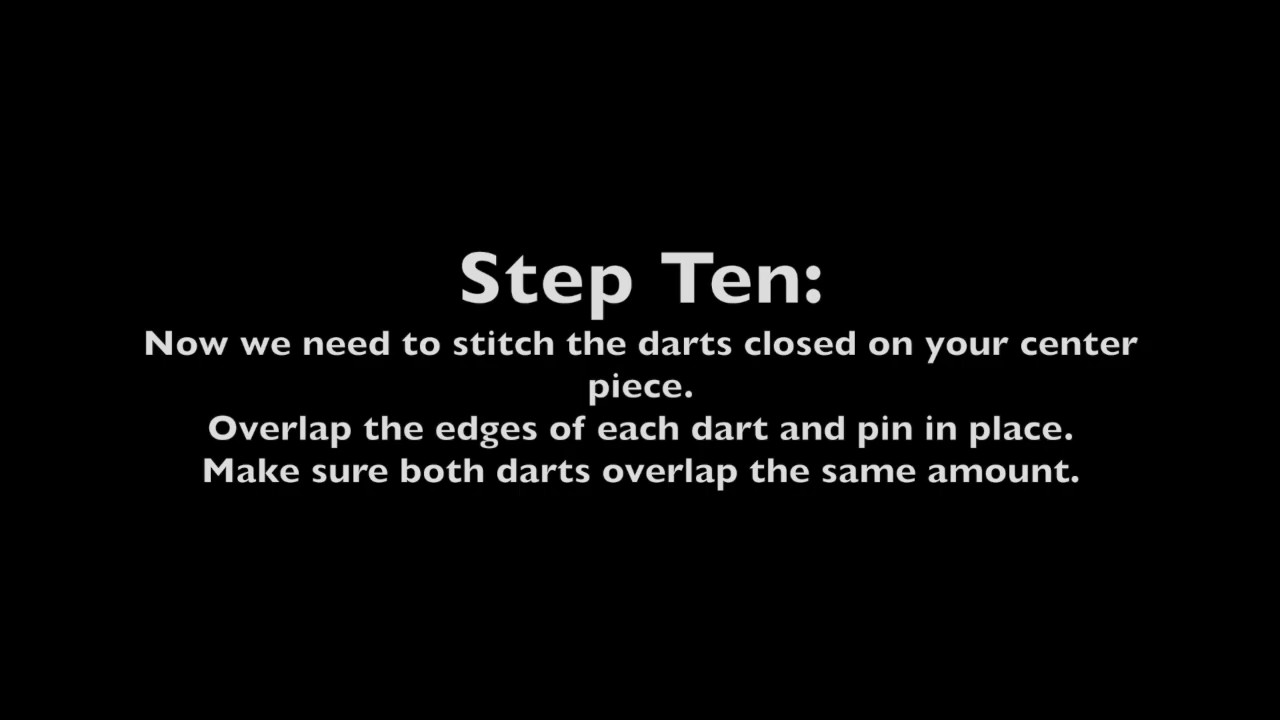 Step Ten:
Now we need to stitch the darts closed on your center
piece.
Overlap the edges of each dart and pin in place.
Make sure both darts overlap the same amount.